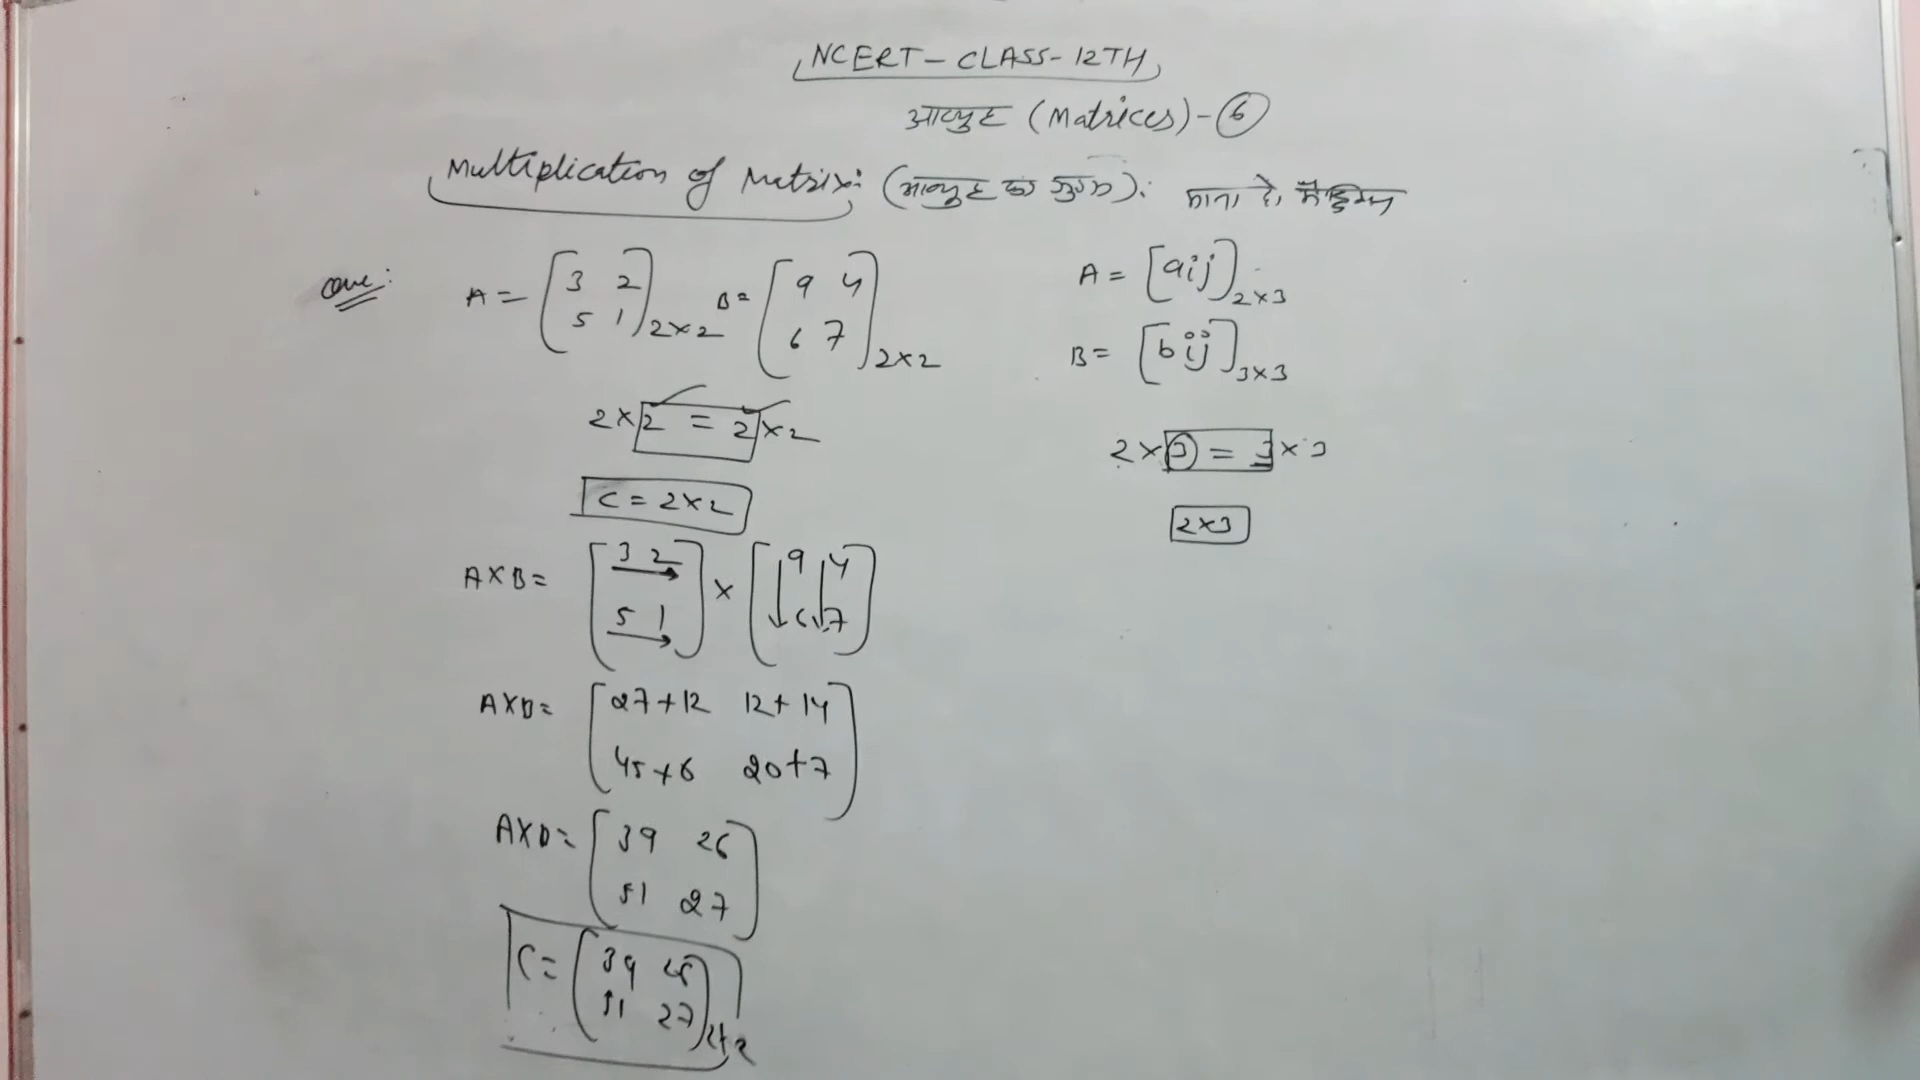 NCERT - CLASS - 12TH
आव्युह (Matrices) - 6
Multiplication of Matrix: (आव्युह का गुणन):
Que:
A = [3 2
5 1] 2×2 B = [9 4
6 7] 2×2
2×2 = 2×2
C = 2×2
A×B = [3 2
5 1] × [9 4
6 7]
A×B = [27+12 12+14
45+6 20+7]
A×B = [39 26
51 27]
C = [39 26
51 27] 2×2
A = [aij] 2×3
B = [bij] 3×3
2×3 = 3×3
2×3